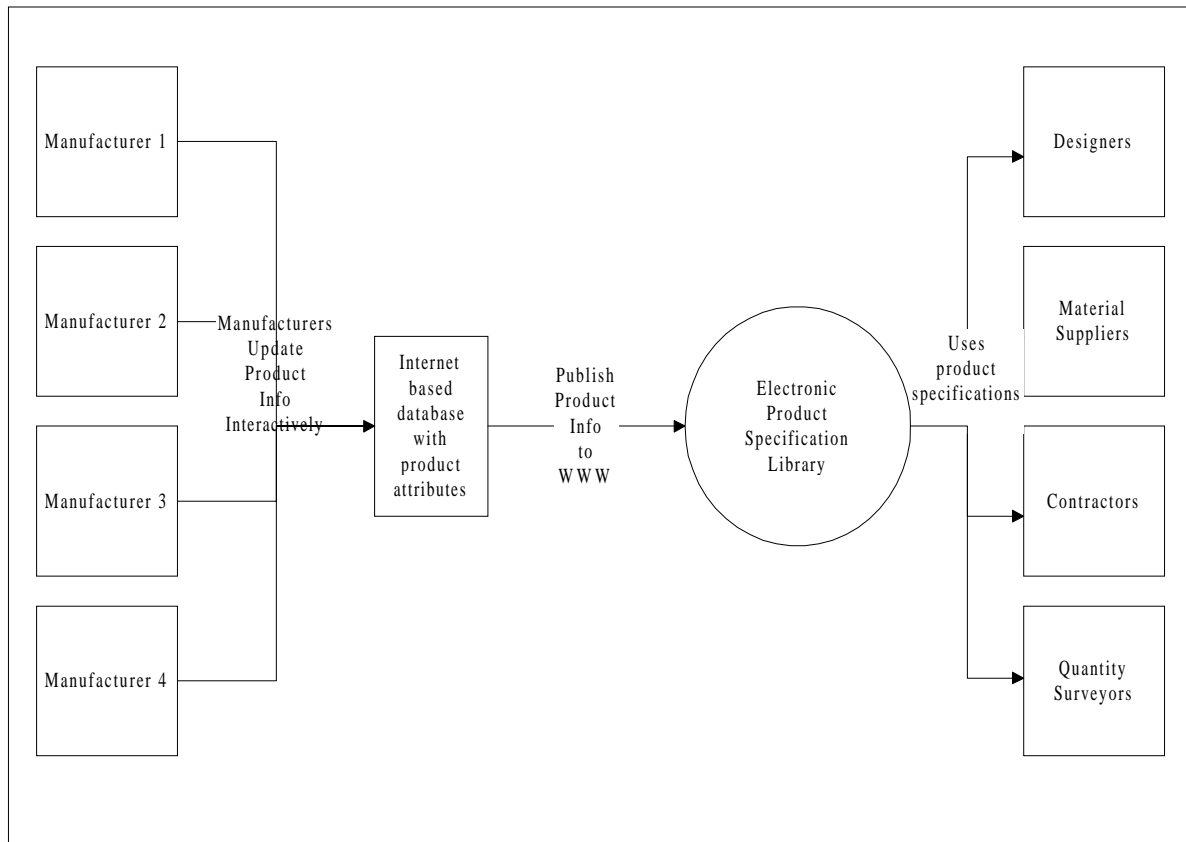 Manufacturer 1
Manufacturer 2
Manufacturer 3
Manufacturer 4
Manufacturers
Update
Product
Info
Interactively
Internet
based
database
with
product
attributes
Publish
Product
Info
to
WWW
Electronic
Product
Specification
Library
Uses
product
specifications
Designers
Material
Suppliers
Contractors
Quantity
Surveyors